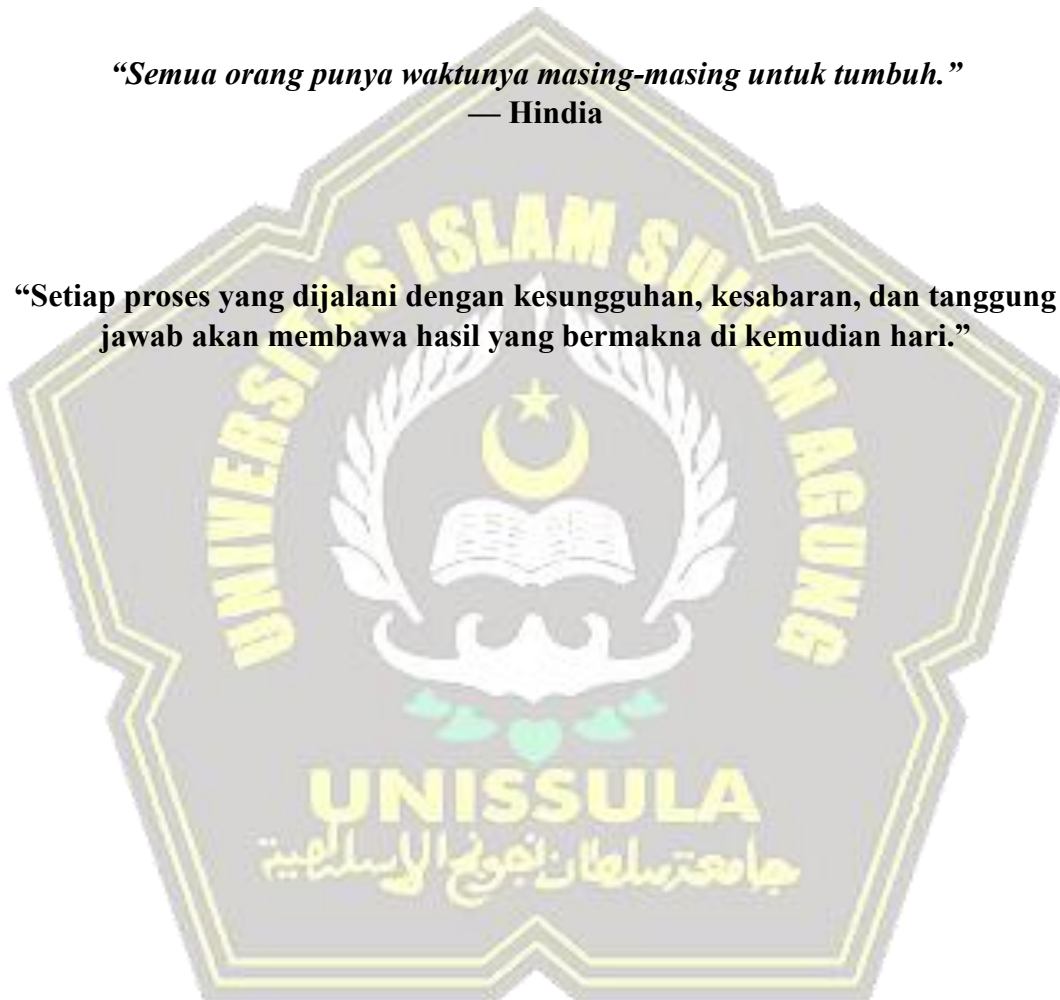 “Semua orang punya waktunya masing-masing untuk tumbuh.”
— Hindia
“Setiap proses yang dijalani dengan kesungguhan, kesabaran, dan tanggung
jawab akan membawa hasil yang bermakna di kemudian hari.”
UNIVERSITAS ISLAM SULTAN AGUNG
UNISSULA
جامعة سلطان أجونج الإسلامية